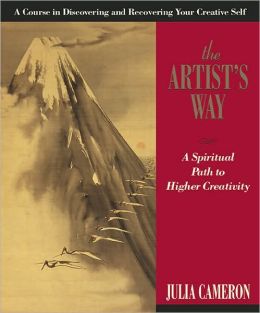 A Course in Discovering and Recovering Your Creative Self
the
ARTIST'S
WAY
A Spiritual
Path to
Higher Creativity
JULIA CAMERON